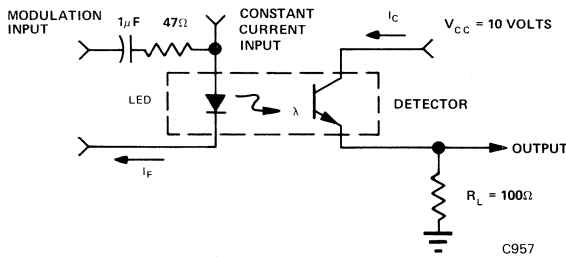 MODULATION
INPUT
1μF
47Ω
CONSTANT
CURRENT
INPUT
I_C
V_CC = 10 VOLTS
LED
λ
DETECTOR
I_F
OUTPUT
R_L = 100Ω
C957